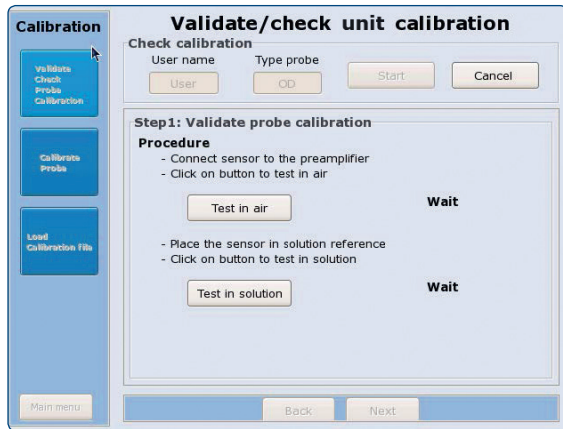 Calibration
Validate
Check
Probe
Calibration
Calibrate
Probe
Load
Calibration file
Main menu
Validate/check unit calibration
Check calibration
User name
Type probe
User
OD
Start
Cancel
Step1: Validate probe calibration
Procedure
- Connect sensor to the preamplifier
- Click on button to test in air
Test in air
Wait
- Place the sensor in solution reference
- Click on button to test in solution
Test in solution
Wait
Back
Next